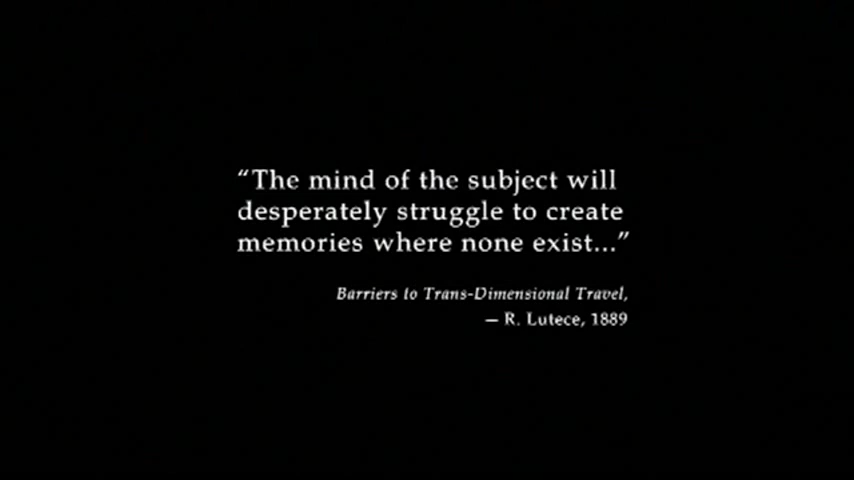 “The mind of the subject will
desperately struggle to create
memories where none exist...”
Barriers to Trans-Dimensional Travel,
— R. Lutece, 1889